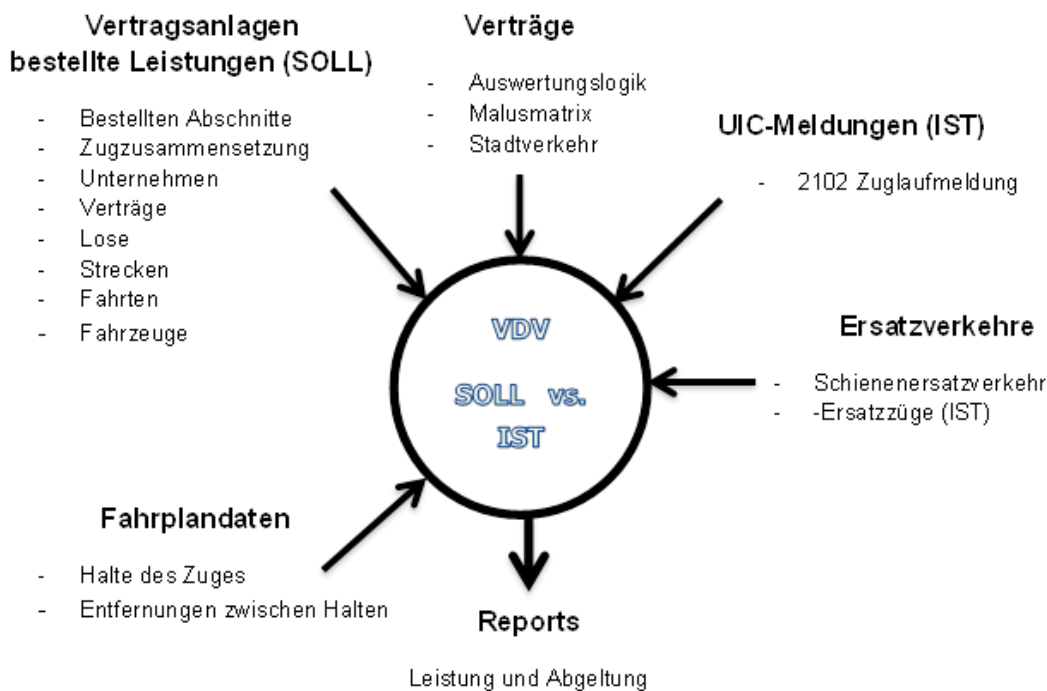 Vertragsanlagen
bestellte Leistungen (SOLL)
- Bestellten Abschnitte
- Zugzusammensetzung
- Unternehmen
- Verträge
- Lose
- Strecken
- Fahrten
- Fahrzeuge
Verträge
- Auswertungslogik
- Malusmatrix
- Stadtverkehr
UIC-Meldungen (IST)
- 2102 Zuglaufmeldung
Ersatzverkehre
- Schienenersatzverkehr
- -Ersatzzüge (IST)
VDV
SOLL vs.
IST
Fahrplandaten
- Halte des Zuges
- Entfernungen zwischen Halten
Reports
Leistung und Abgeltung